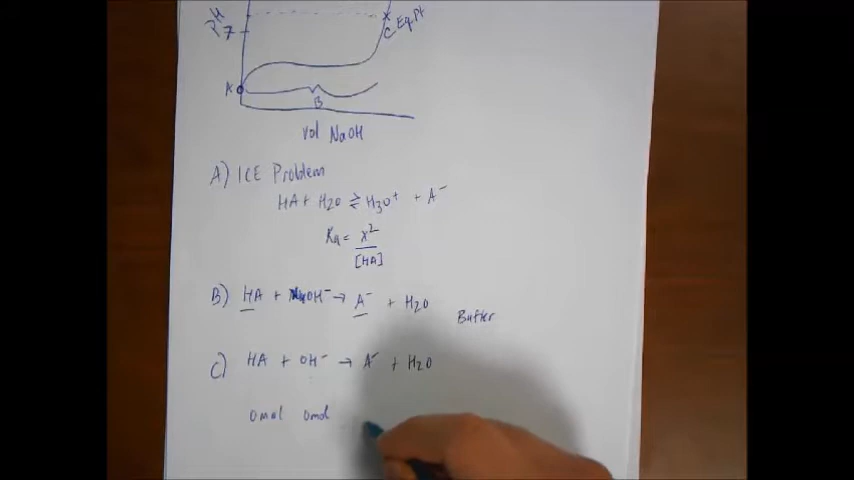 PH
7
C Eq. Pt
A
B
Vol NaOH
A) ICE Problem
HA + H2O ⇌ H3O+ + A-
Ka = x²
[HA]
B) HA + OH- → A- + H2O
Buffer
C) HA + OH- → A- + H2O
0mol 0mol